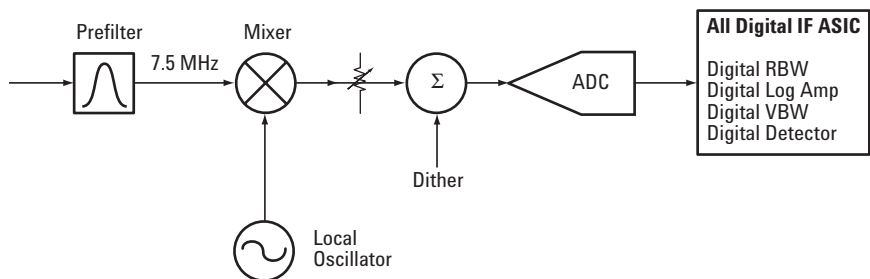 Prefilter
7.5 MHz
Mixer
Σ
Dither
Local
Oscillator
ADC
All Digital IF ASIC
Digital RBW
Digital Log Amp
Digital VBW
Digital Detector